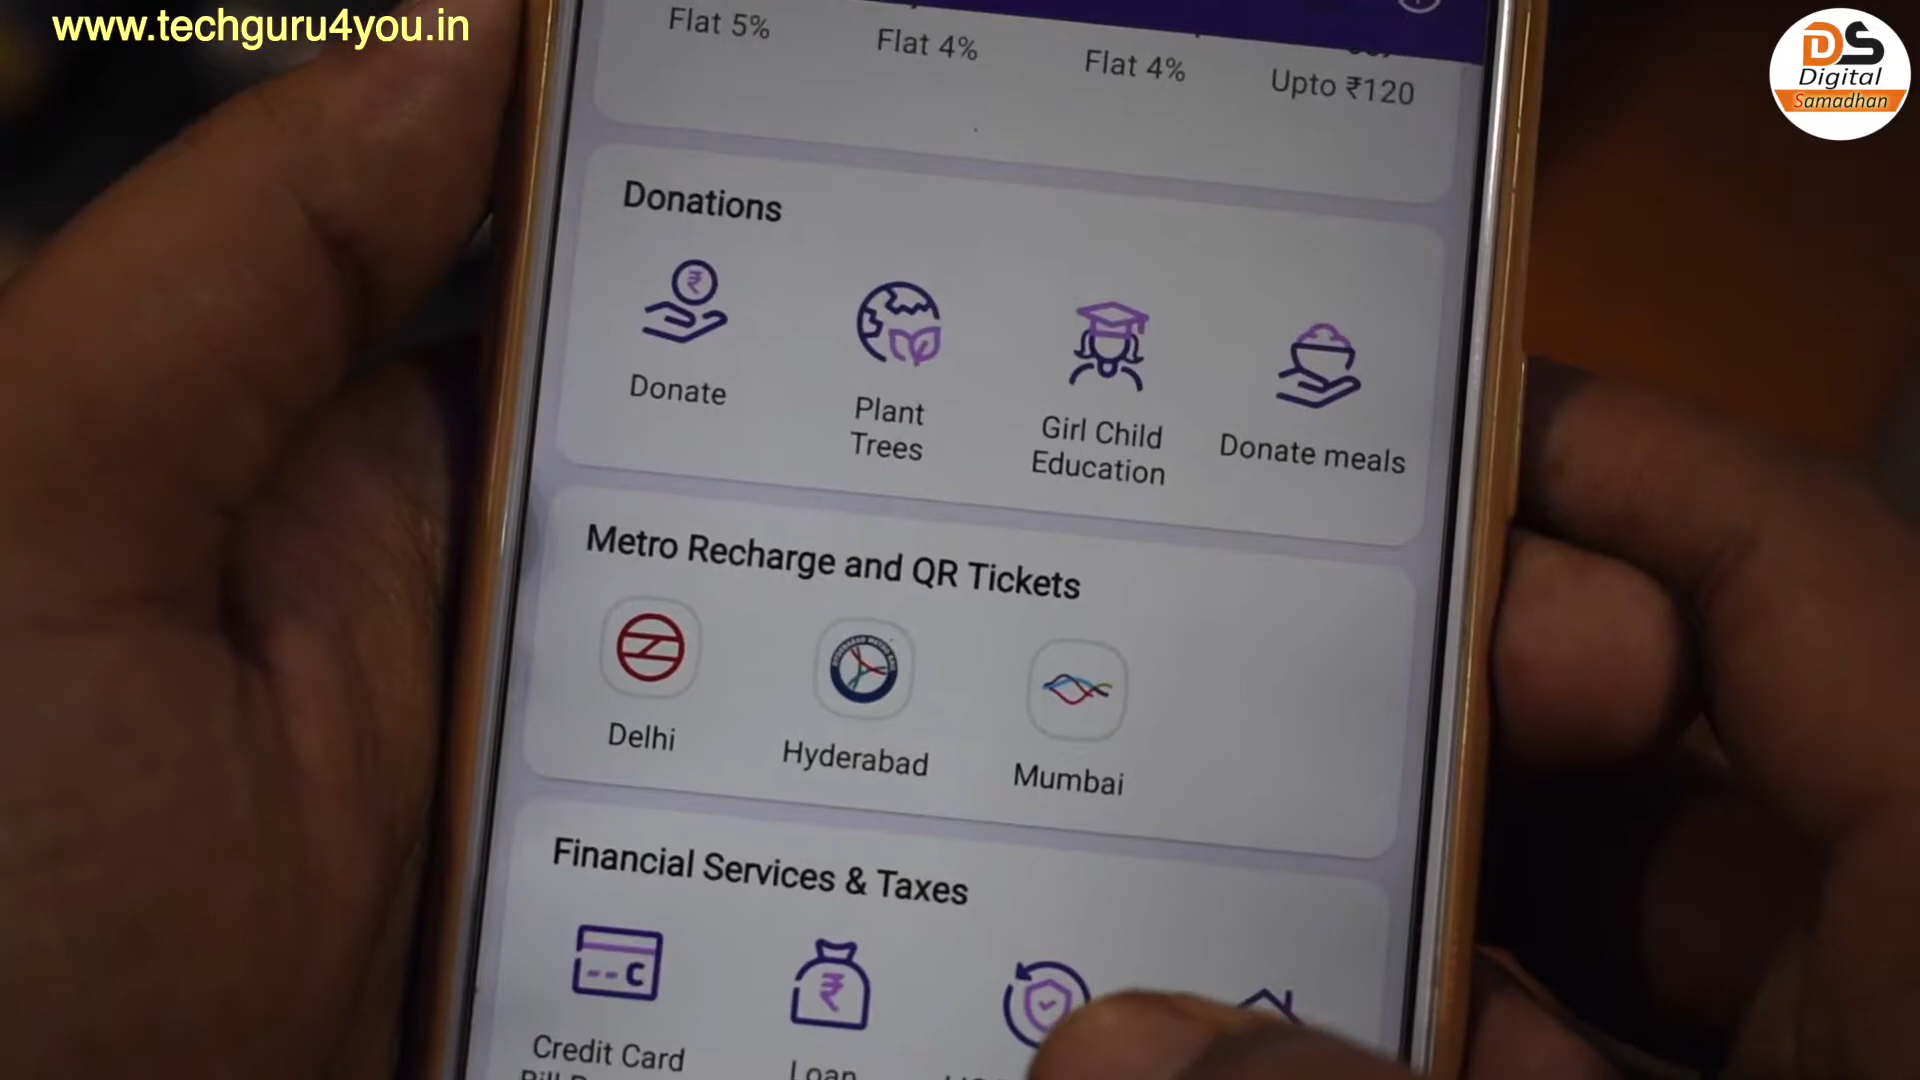 www.techguru4you.in
DS
Digital
Samadhan
Flat 5%
Flat 4%
Flat 4%
Upto ₹120
Donations
Donate
Plant
Trees
Girl Child
Education
Donate meals
Metro Recharge and QR Tickets
Delhi
Hyderabad
Mumbai
Financial Services & Taxes
Credit Card
Loan